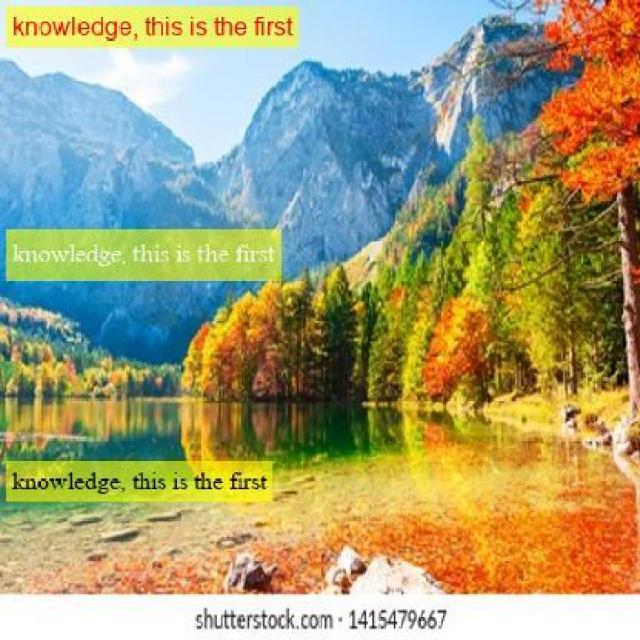 knowledge, this is the first
knowledge, this is the first
knowledge, this is the first
shutterstock.com · 1415479667